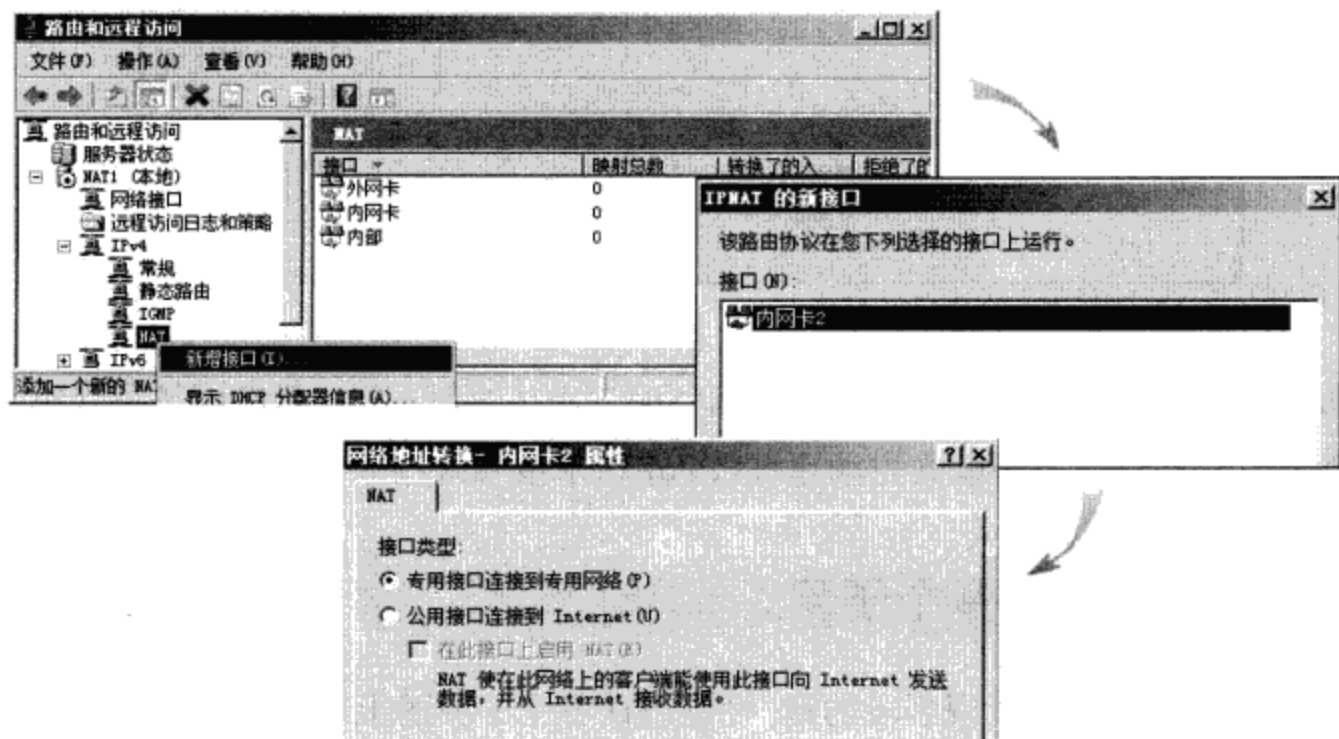 路由和远程访问
文件(F) 操作(A) 查看(V) 帮助(H)
路由和远程访问
服务器状态
NAT1 (本地)
网络接口
远程访问日志和策略
IPv4
常规
静态路由
IGMP
NAT
IPv6
添加一个新的 NA
新增接口(I)...
显示 DHCP 分配器信息(A)...
NAT
接口 映射总数 转换了的入... 拒绝了的
外网卡 0
内网卡 0
内部 0
IPNAT 的新接口
该路由协议在您下列选择的接口上运行。
接口(N):
内网卡2
网络地址转换- 内网卡2 属性
NAT
接口类型:
专用接口连接到专用网络(P)
公用接口连接到 Internet(U)
在此接口上启用 NAT(E)
NAT 使在此网络上的客户端能使用此接口向 Internet 发送
数据，并从 Internet 接收数据。